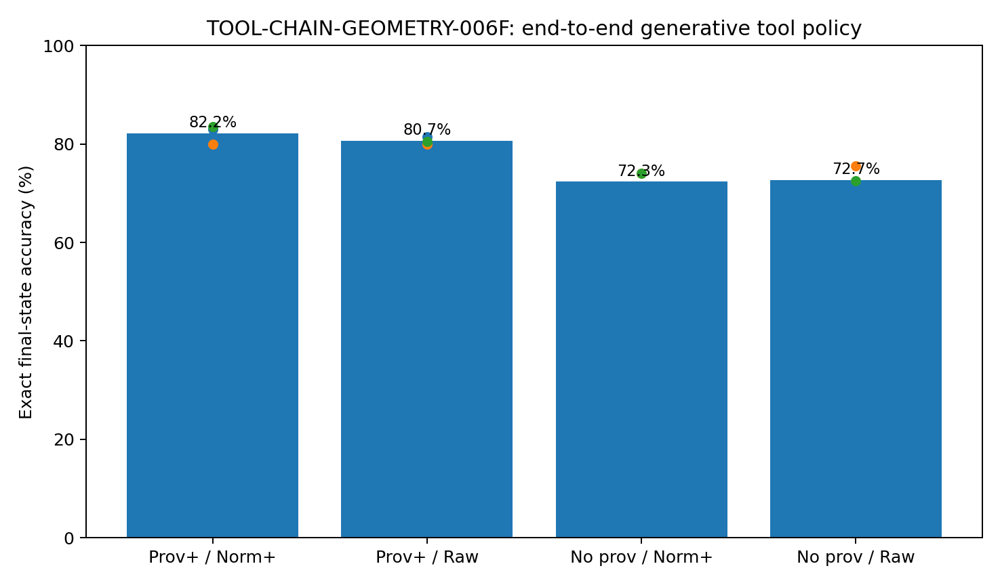 TOOL-CHAIN-GEOMETRY-006F: end-to-end generative tool policy
Exact final-state accuracy (%)
100
80
60
40
20
0
82.2%
80.7%
72.3%
72.7%
Prov+ / Norm+
Prov+ / Raw
No prov / Norm+
No prov / Raw